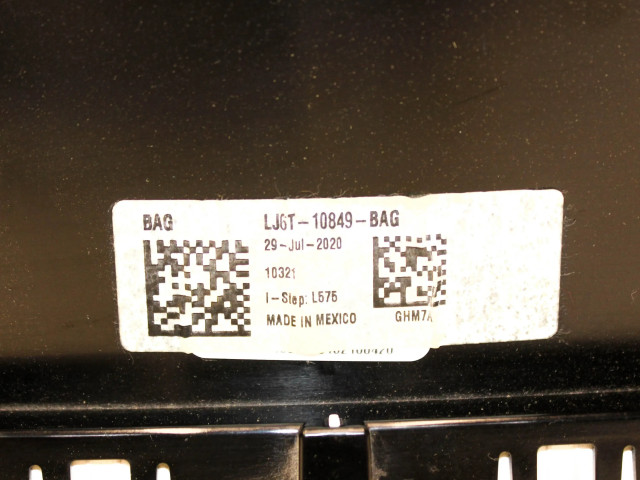 BAG LJ6T-10849-BAG
29-Jul-2020
10321
I-Step: L575
MADE IN MEXICO GHM7A